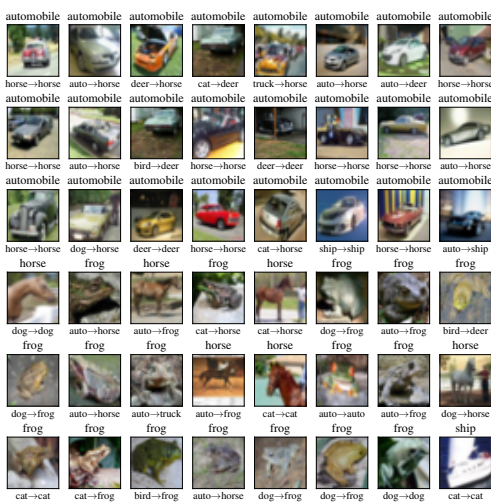 automobile automobile automobile automobile automobile automobile automobile automobile
horse→horse auto→horse deer→horse cat→deer truck→horse auto→horse auto→deer horse→horse
automobile automobile automobile automobile automobile automobile automobile automobile
horse→horse auto→horse bird→deer horse→horse deer→deer horse→horse horse→horse auto→horse
automobile automobile automobile automobile automobile automobile automobile automobile
horse→horse dog→horse deer→deer horse→horse cat→horse ship→ship horse→horse auto→ship
horse frog horse frog horse frog frog frog
dog→dog auto→horse auto→frog cat→horse cat→horse dog→frog auto→frog bird→deer
frog frog frog horse horse frog frog horse
dog→frog auto→horse auto→truck auto→frog cat→cat auto→auto auto→frog dog→horse
frog frog frog frog frog frog frog ship
cat→cat cat→frog bird→frog auto→horse dog→frog dog→frog dog→dog cat→cat